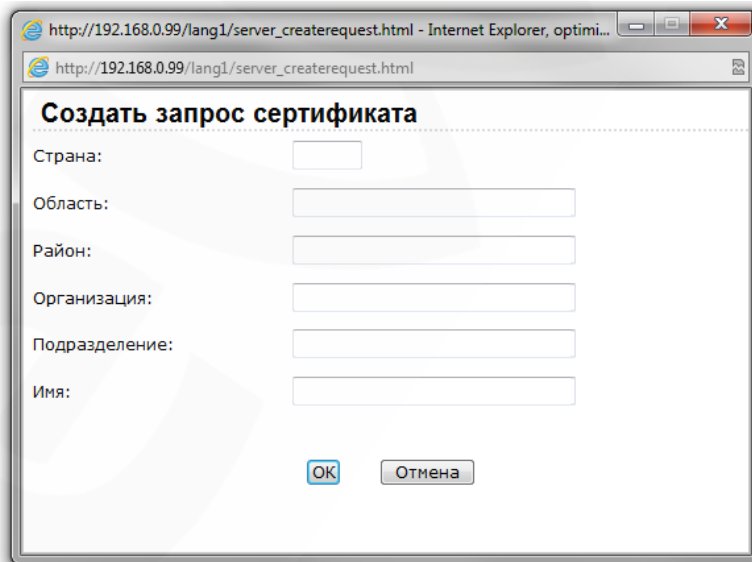 http://192.168.0.99/lang1/server_createrequest.html - Internet Explorer, optimi...
http://192.168.0.99/lang1/server_createrequest.html
Создать запрос сертификата
Страна:
Область:
Район:
Организация:
Подразделение:
Имя:
OK Отмена